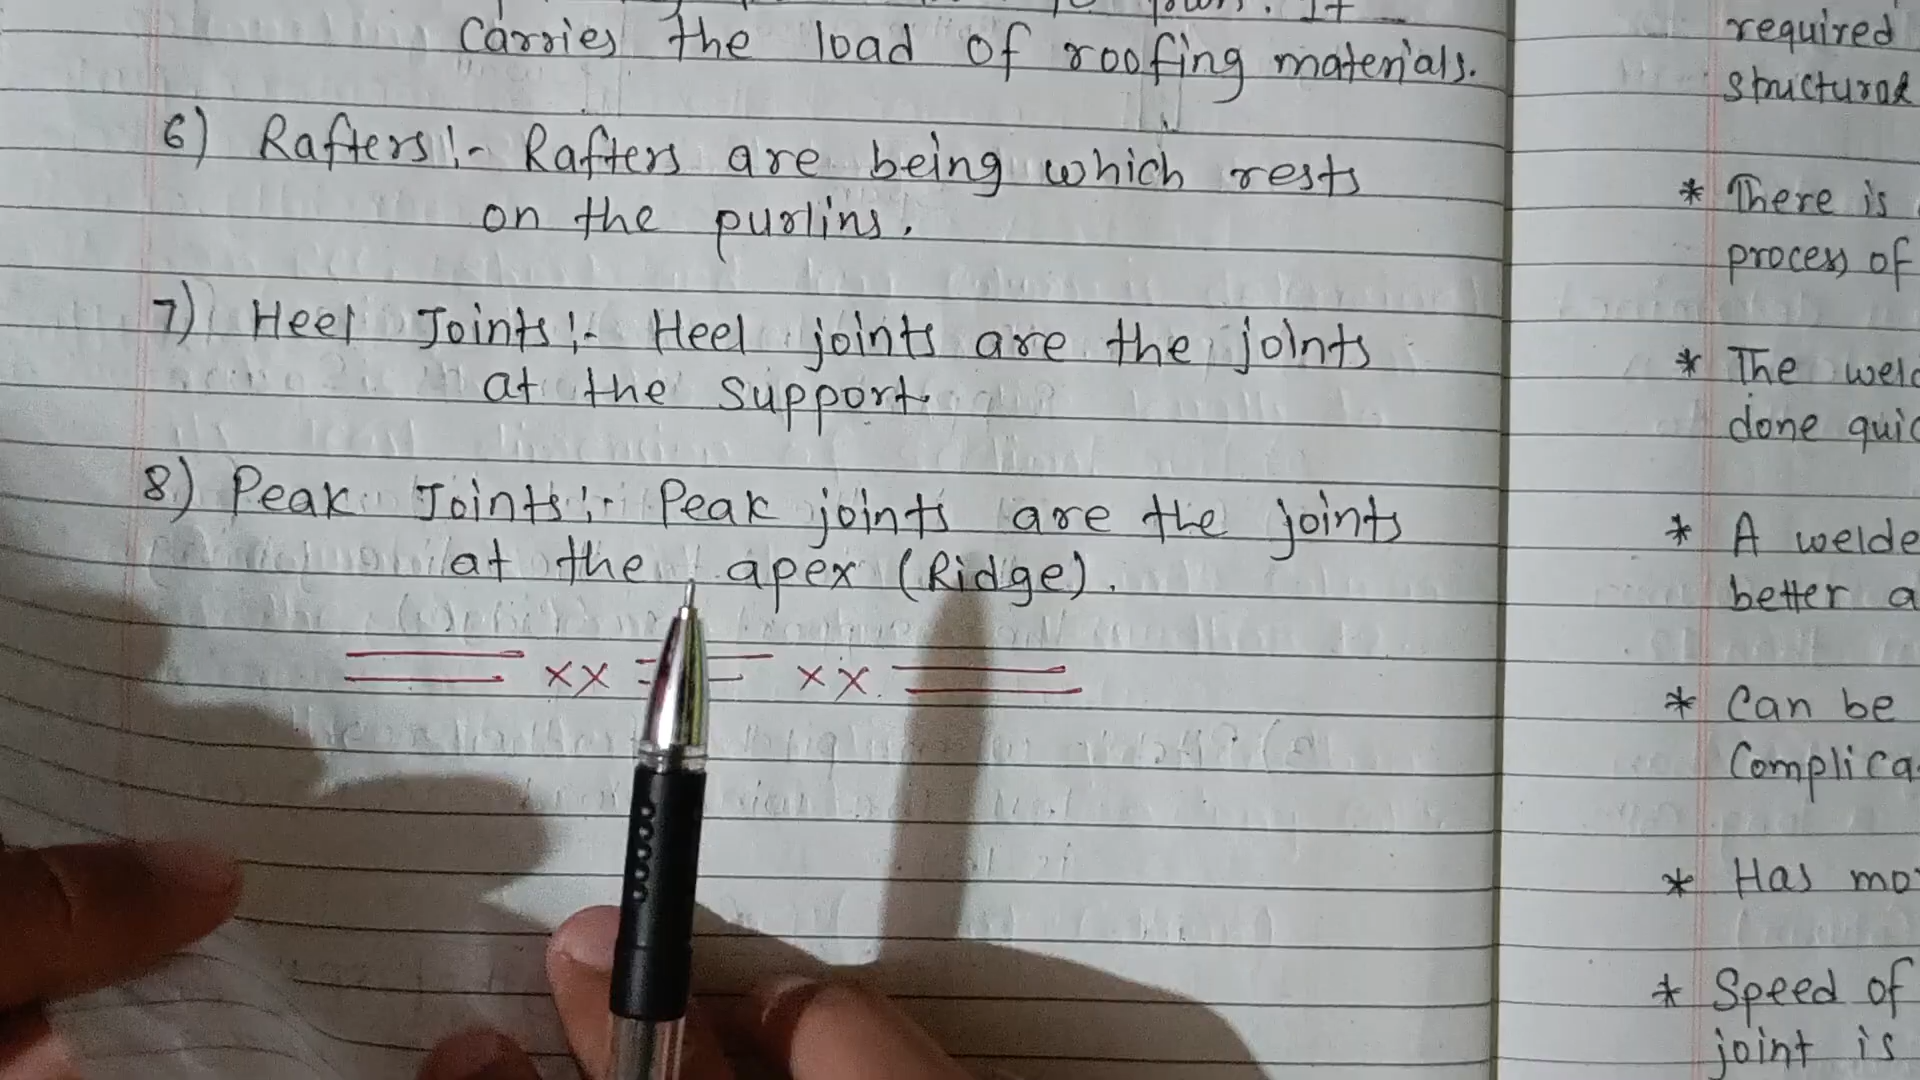 carries the load of roofing materials.
6) Rafters:- Rafters are being which rests
on the purlins.
7) Heel Joints:- Heel joints are the joints
at the support.
8) Peak Joints:- Peak joints are the joints
at the apex (Ridge).
xx xx
required
structural
* There is
process of
* The weld
done quic
* A welde
better a
* Can be
Complica
* Has mo
* Speed of
joint is